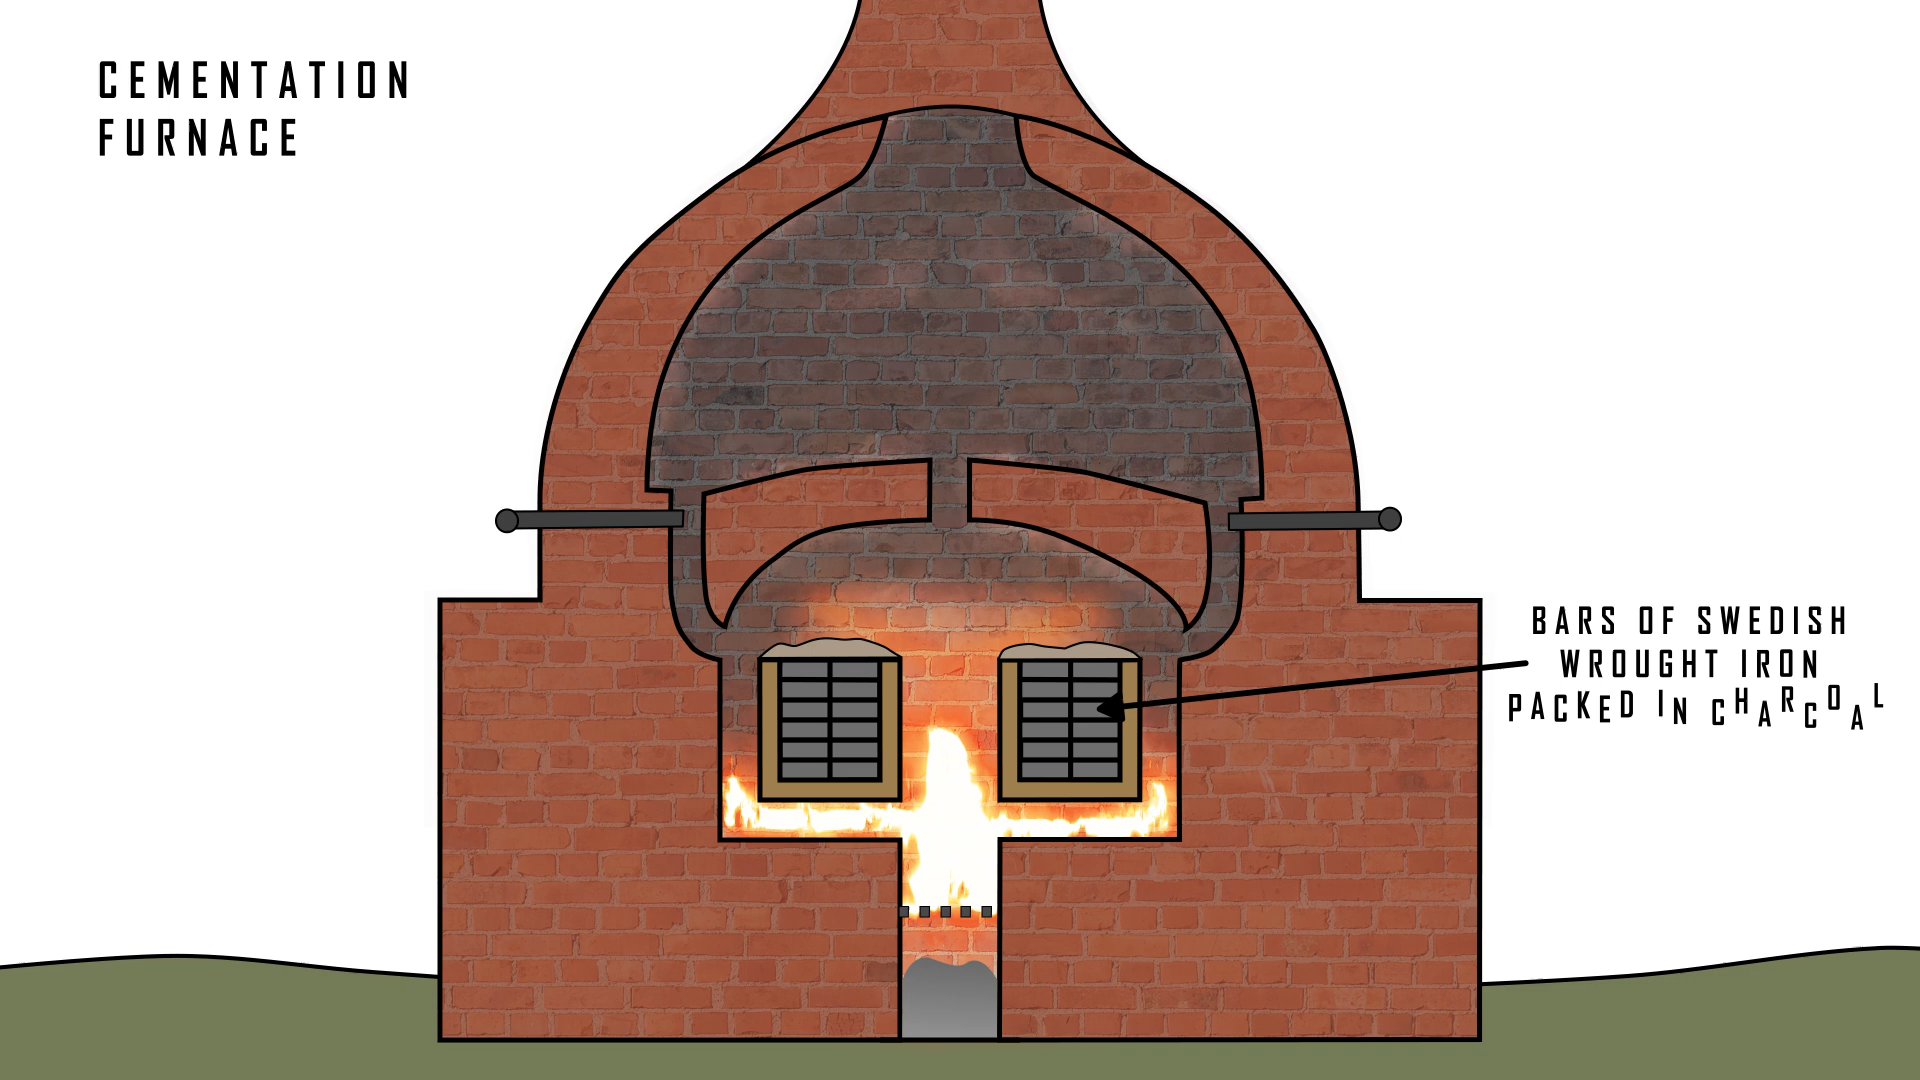 CEMENTATION
FURNACE
BARS OF SWEDISH
WROUGHT IRON
PACKED IN CHARCOAL